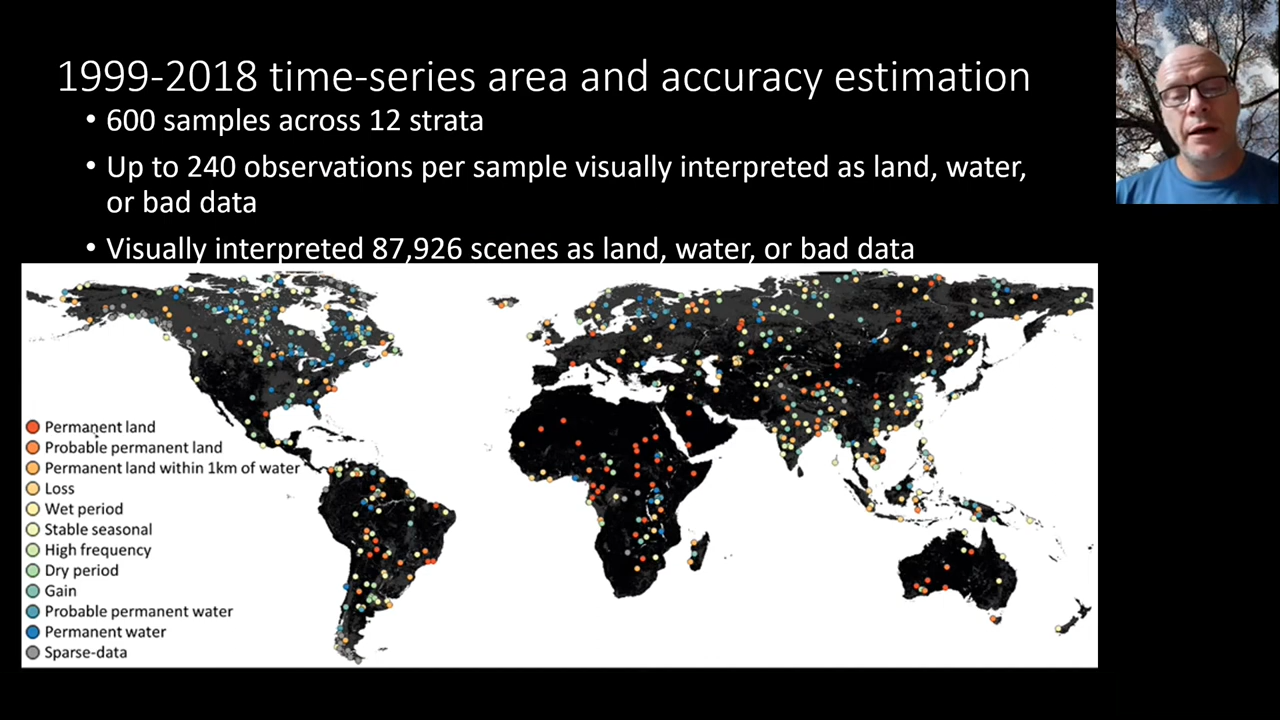 1999-2018 time-series area and accuracy estimation
• 600 samples across 12 strata
• Up to 240 observations per sample visually interpreted as land, water,
or bad data
• Visually interpreted 87,926 scenes as land, water, or bad data
Permanent land
Probable permanent land
Permanent land within 1km of water
Loss
Wet period
Stable seasonal
High frequency
Dry period
Gain
Probable permanent water
Permanent water
Sparse-data